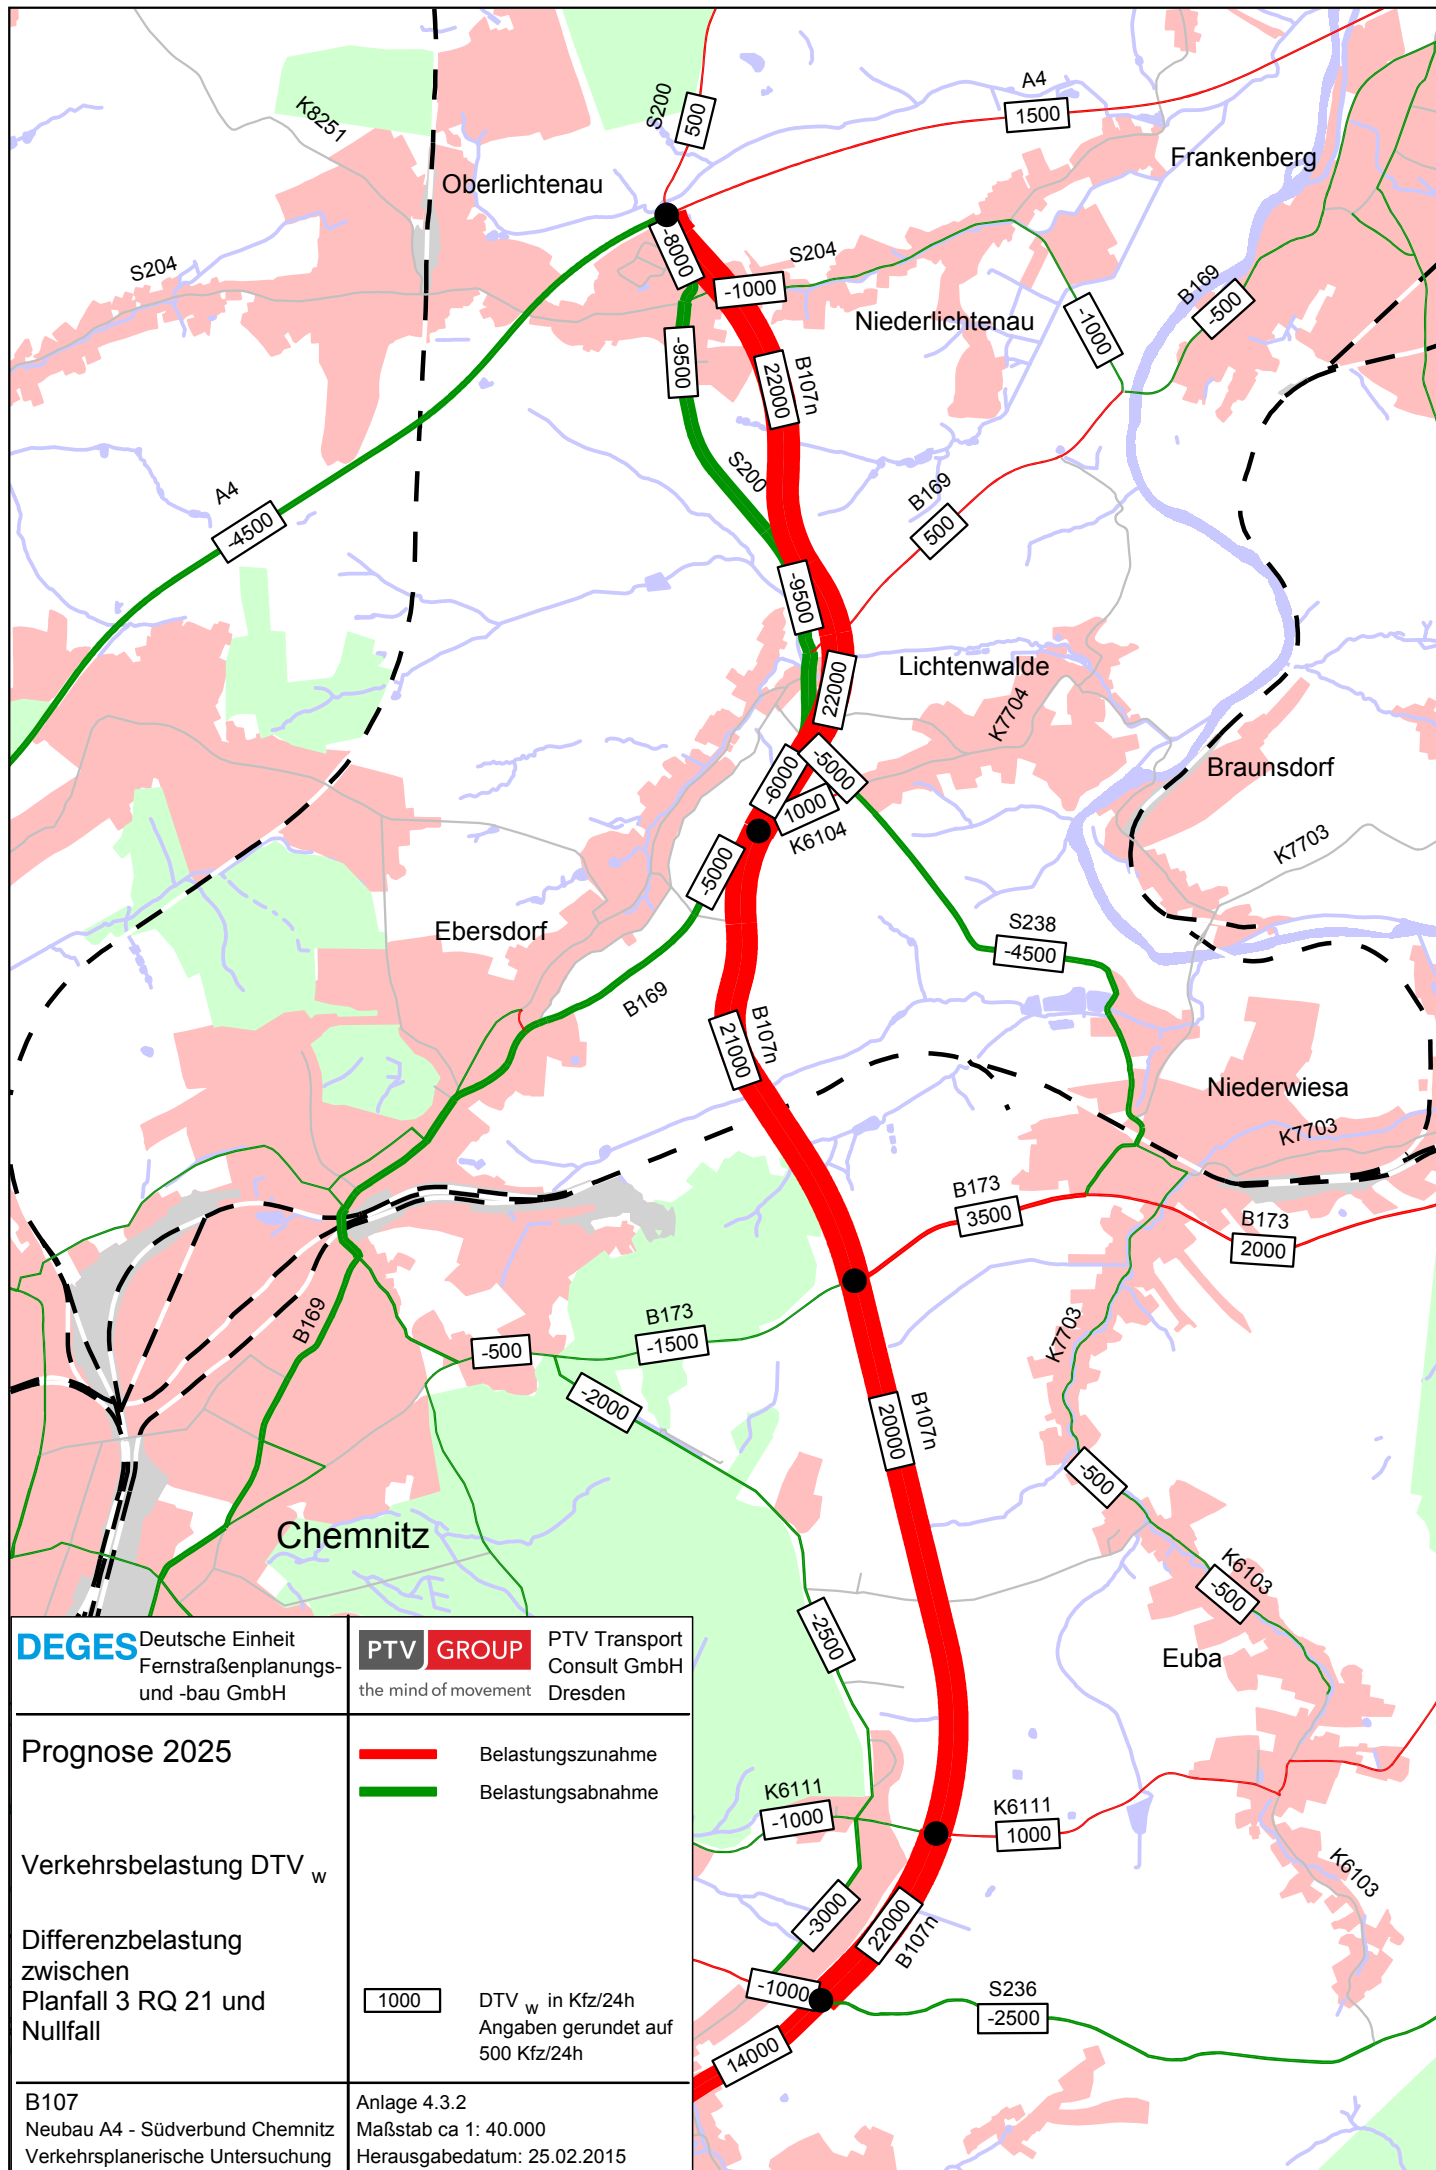 A4
S200
500
1500
K8251
Frankenberg
Oberlichtenau
S204
-8000
S204
B169
-1000
-500
-1000
Niederlichtenau
-9500
B107n
22000
S200
B169
A4
-4500
500
-9500
Lichtenwalde
22000
K7704
-5000
-6000
Braunsdorf
1000
K6104
K7703
-5000
Ebersdorf
S238
-4500
B169
B107n
21000
Niederwiesa
K7703
B173
3500
B173
2000
B169
B173
-1500
-500
K7703
-2000
B107n
20000
-500
Chemnitz
K6103
-500
-2500
Euba
K6111
-1000
K6111
1000
K6103
-3000
22000
B107n
-1000
S236
-2500
14000
DEGES Deutsche Einheit
Fernstraßenplanungs-
und -bau GmbH
PTV GROUP
the mind of movement
PTV Transport
Consult GmbH
Dresden
Prognose 2025
Belastungszunahme
Belastungsabnahme
Verkehrsbelastung DTV w
Differenzbelastung
zwischen
Planfall 3 RQ 21 und
Nullfall
1000
DTV w in Kfz/24h
Angaben gerundet auf
500 Kfz/24h
B107
Neubau A4 - Südverbund Chemnitz
Verkehrsplanerische Untersuchung
Anlage 4.3.2
Maßstab ca 1: 40.000
Herausgabedatum: 25.02.2015